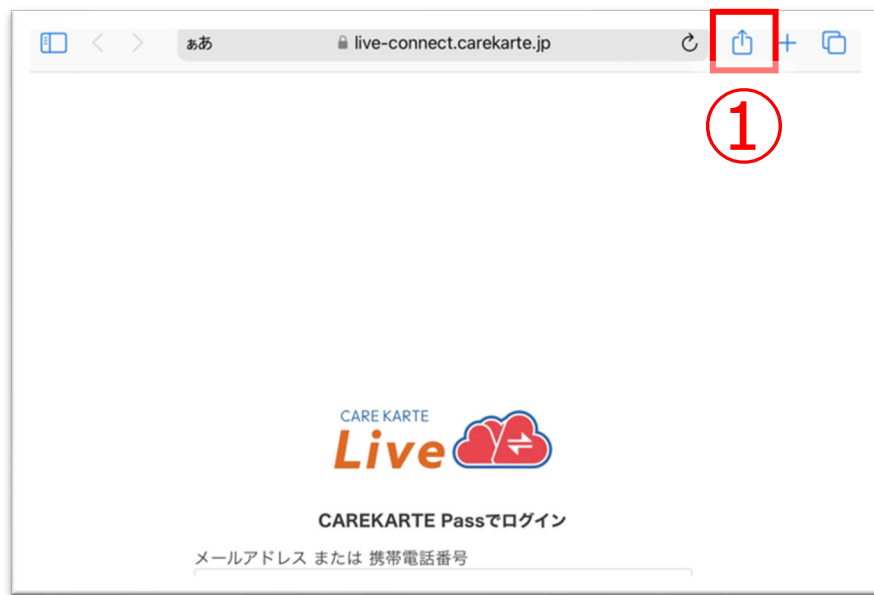 ぁあ live-connect.carekarte.jp
①
CARE KARTE
Live
CAREKARTE Passでログイン
メールアドレス または 携帯電話番号